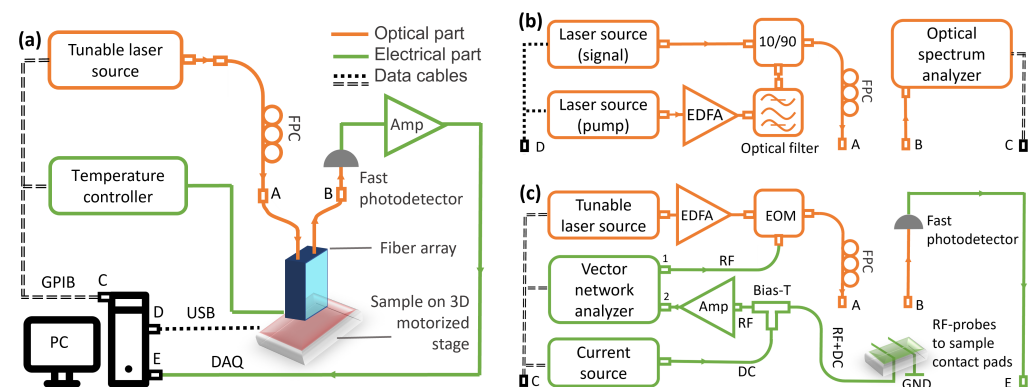 (a)
Tunable laser
source
Optical part
Electrical part
Data cables
FPC
Amp
A
B
Fast
photodetector
Temperature
controller
Fiber array
Sample on 3D
motorized
stage
GPIB
C
D
USB
E
DAQ
PC
(b)
Laser source
(signal)
10/90
Optical
spectrum
analyzer
Laser source
(pump)
EDFA
FPC
Optical filter
D
A
B
C
(c)
Tunable
laser source
EDFA
EOM
Fast
photodetector
1
RF
Vector
network
analyzer
2
Amp
RF
Bias-T
FPC
A
B
RF+DC
RF-probes
to sample
contact pads
Current
source
DC
GND
C
E